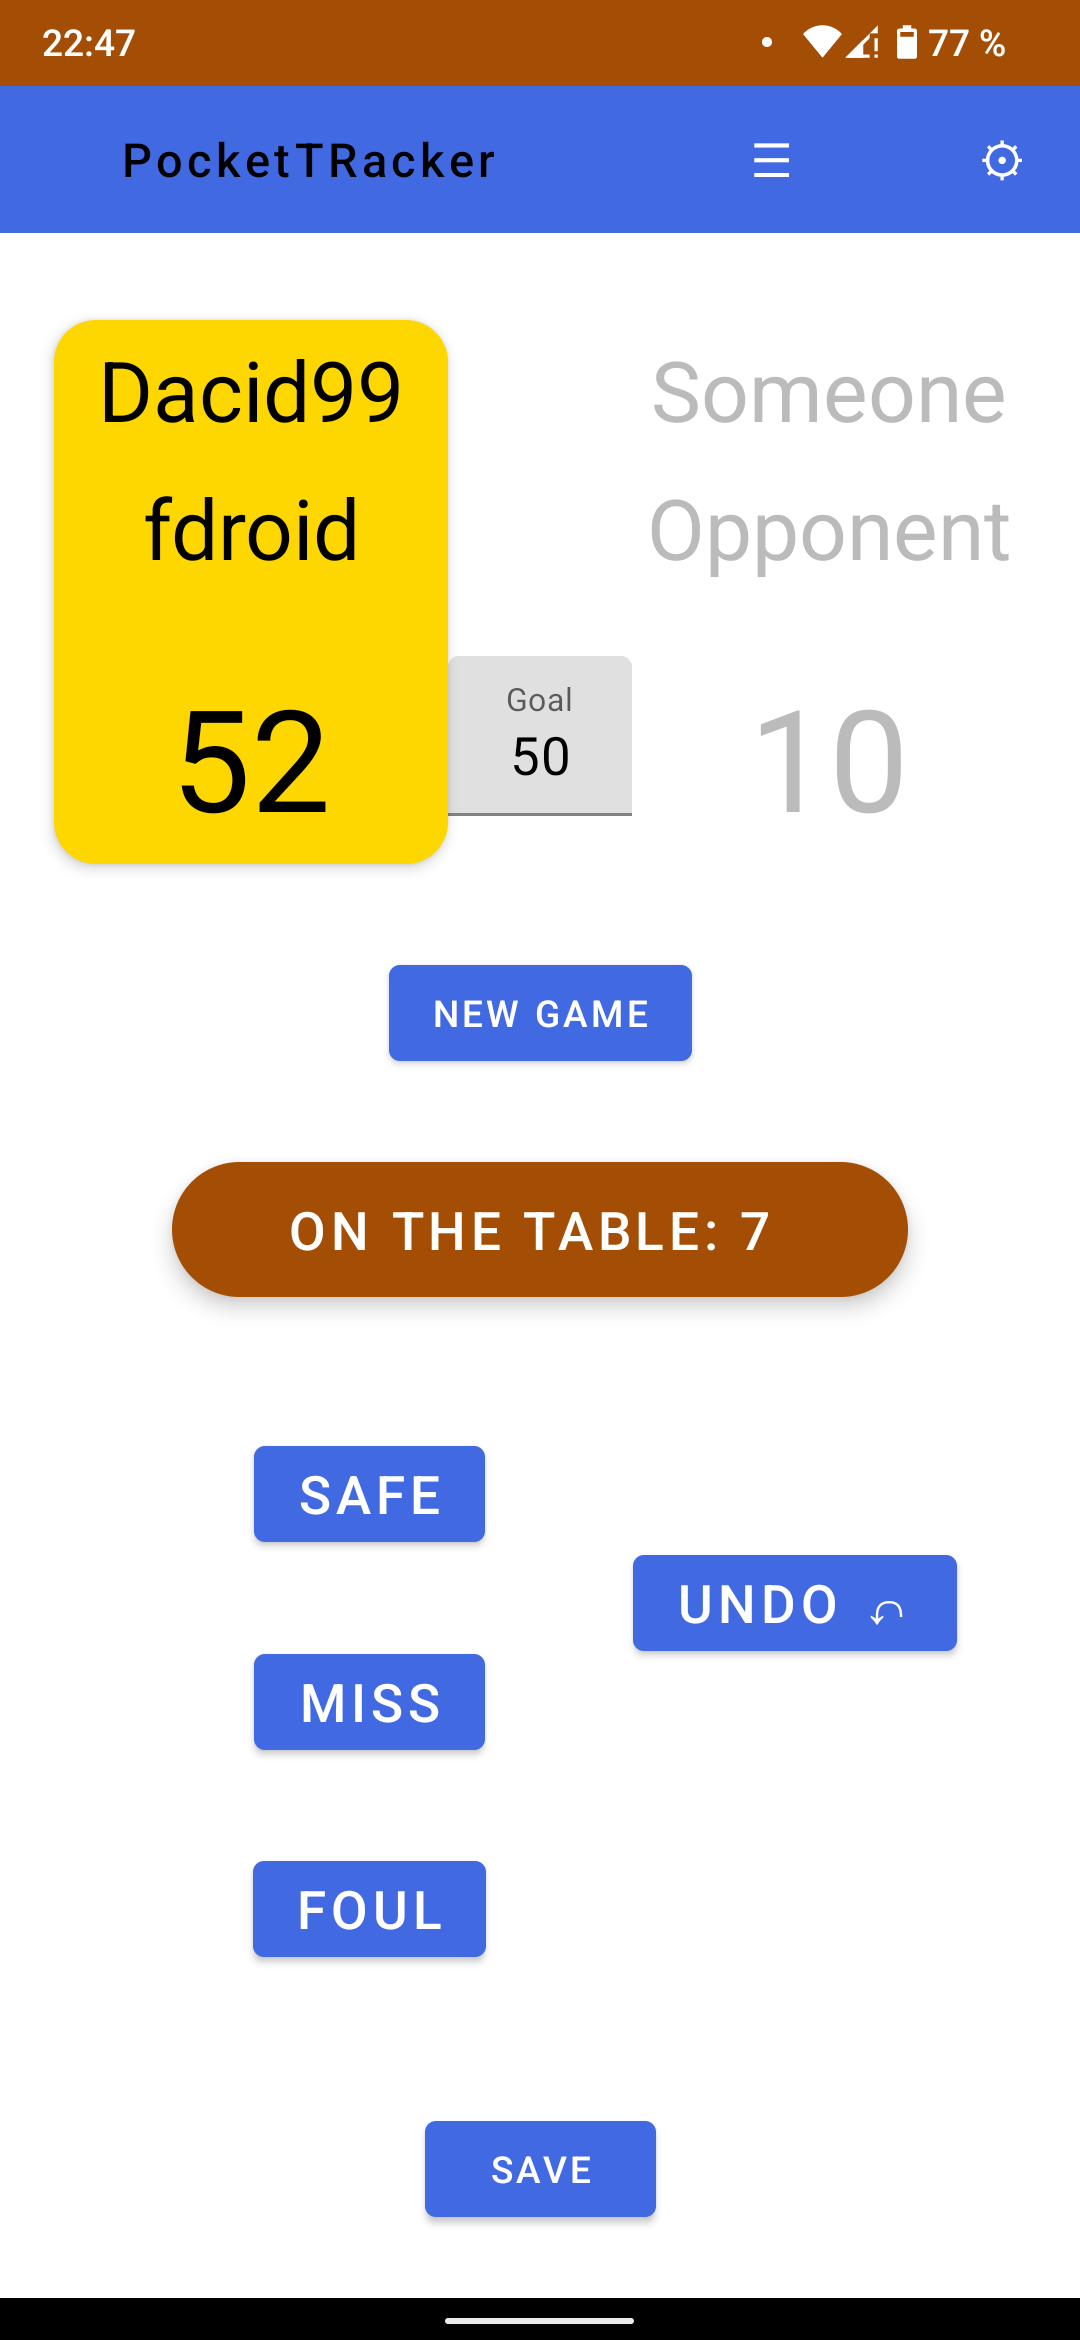 22:47
77 %
PocketTRacker
Dacid99
Someone
fdroid
Opponent
52
Goal
50
10
NEW GAME
ON THE TABLE: 7
SAFE
UNDO
MISS
FOUL
SAVE